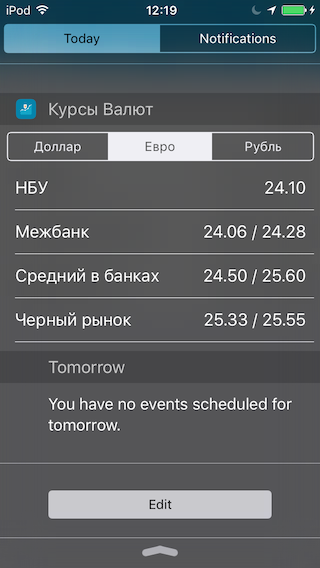 iPod 12:19
Today Notifications
Курсы Валют
Доллар Евро Рубль
НБУ 24.10
Межбанк 24.06 / 24.28
Средний в банках 24.50 / 25.60
Черный рынок 25.33 / 25.55
Tomorrow
You have no events scheduled for
tomorrow.
Edit